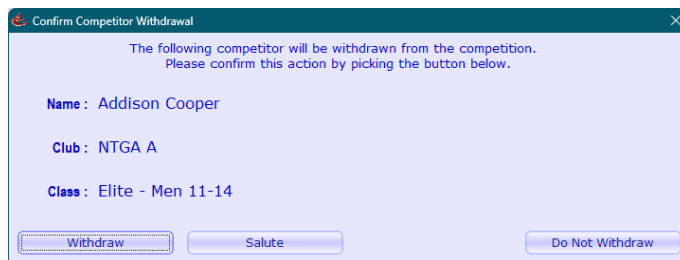 Confirm Competitor Withdrawal
The following competitor will be withdrawn from the competition.
Please confirm this action by picking the button below.
Name : Addison Cooper
Club : NTGA A
Class : Elite - Men 11-14
Withdraw Salute Do Not Withdraw